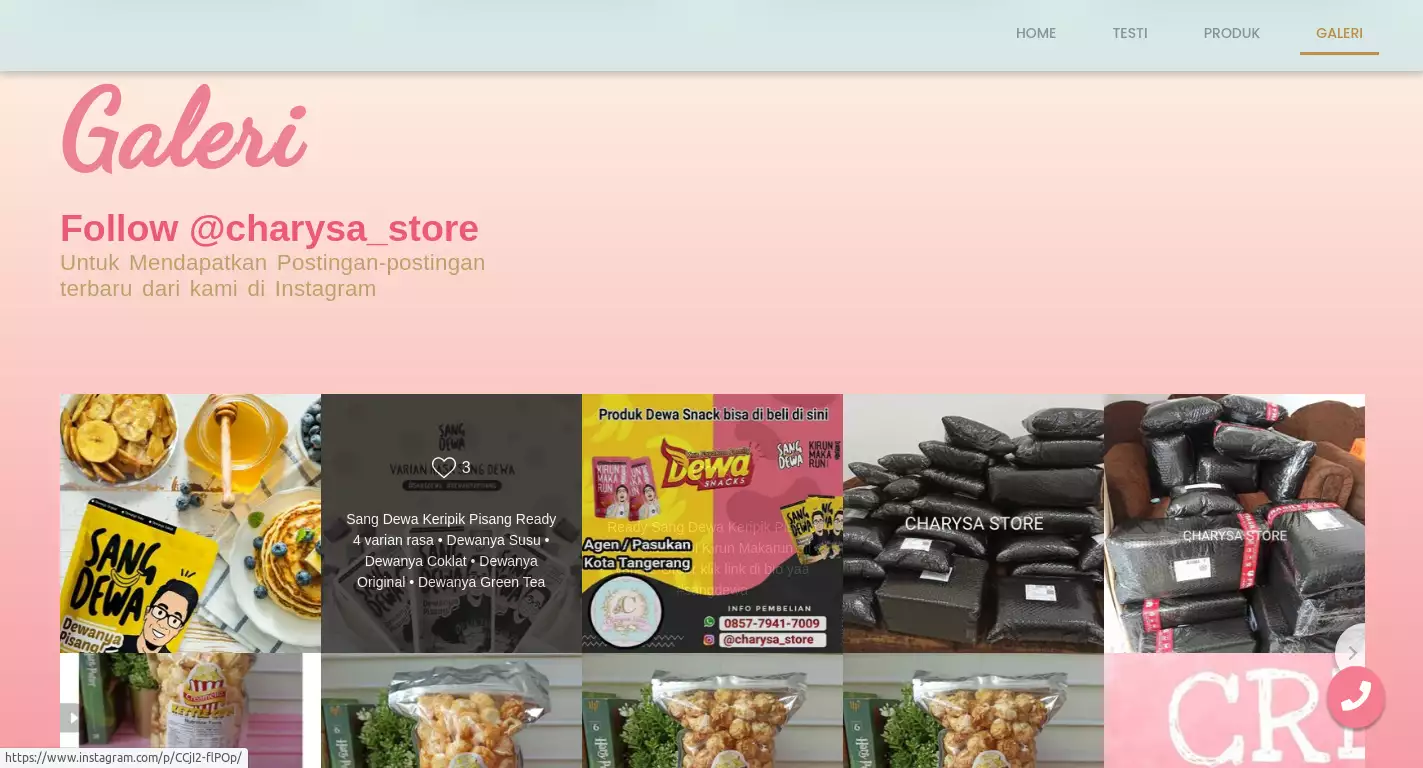 HOME
TESTI
PRODUK
GALERI
Galeri
Follow @charysa_store
Untuk Mendapatkan Postingan-postingan
terbaru dari kami di Instagram
SANG
DEWA
Dewanya
Pisang!
SANG
DEWA
VARIAN RASA SANG DEWA
3
Sang Dewa Keripik Pisang Ready
4 varian rasa • Dewanya Susu •
Dewanya Coklat • Dewanya
Original • Dewanya Green Tea
Produk Dewa Snack bisa di beli di sini
KIRUN
MAKA
RUN
Dewa
SNACKS
SANG
DEWA
KIRUN
MAKA
RUN
Ready Sang Dewa Keripik
Kirun Makarun
klik link di bio yaa
Agen / Pasukan
Kota Tangerang
INFO PEMBELIAN
0857-7941-7009
@charysa_store
CHARYSA STORE
CHARYSA STORE
CRI
https://www.instagram.com/p/CCjI2-flPOp/